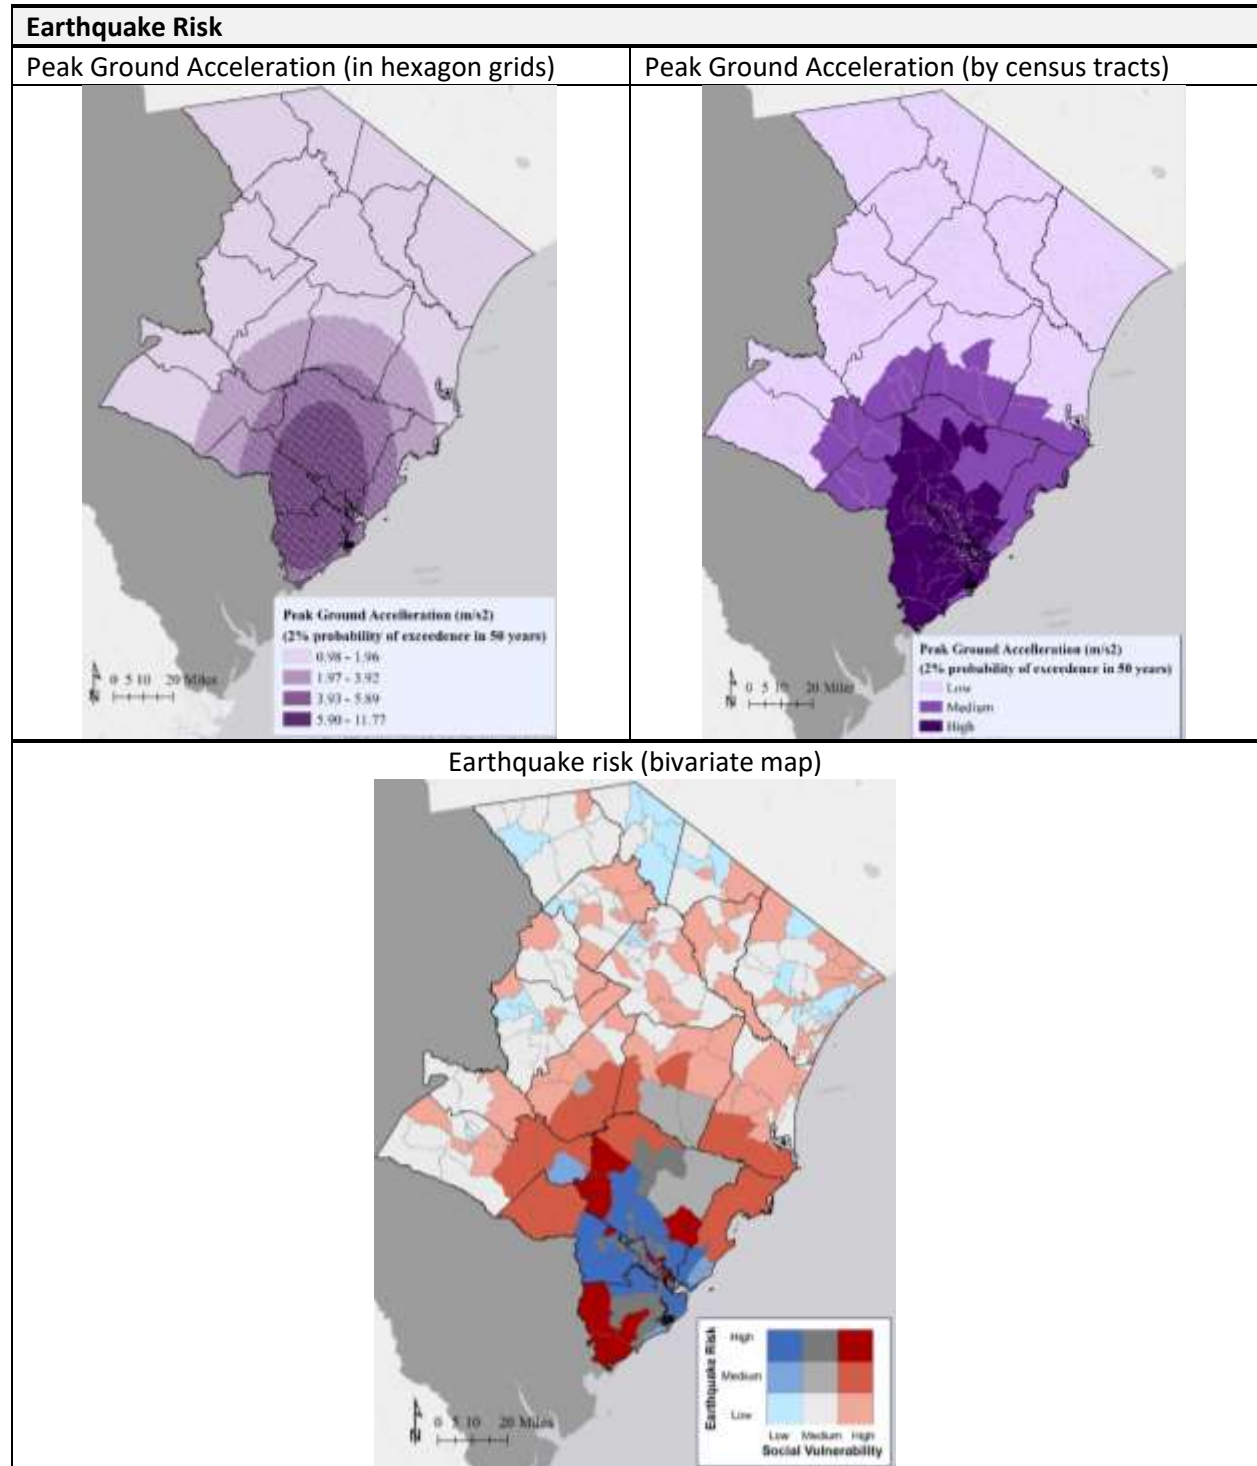 Earthquake Risk
Peak Ground Acceleration (in hexagon grids)
Peak Ground Acceleration (by census tracts)
Peak Ground Accelleration (m/s2)
(2% probability of exceedence in 50 years)
0.98 - 1.96
1.97 - 3.92
3.93 - 5.89
5.90 - 11.77
N
0 5 10 20 Miles
Peak Ground Accelleration (m/s2)
(2% probability of exceedence in 50 years)
Low
Medium
High
N
0 5 10 20 Miles
Earthquake risk (bivariate map)
Earthquake Risk
High
Medium
Low
Low Medium High
Social Vulnerability
N
0 5 10 20 Miles